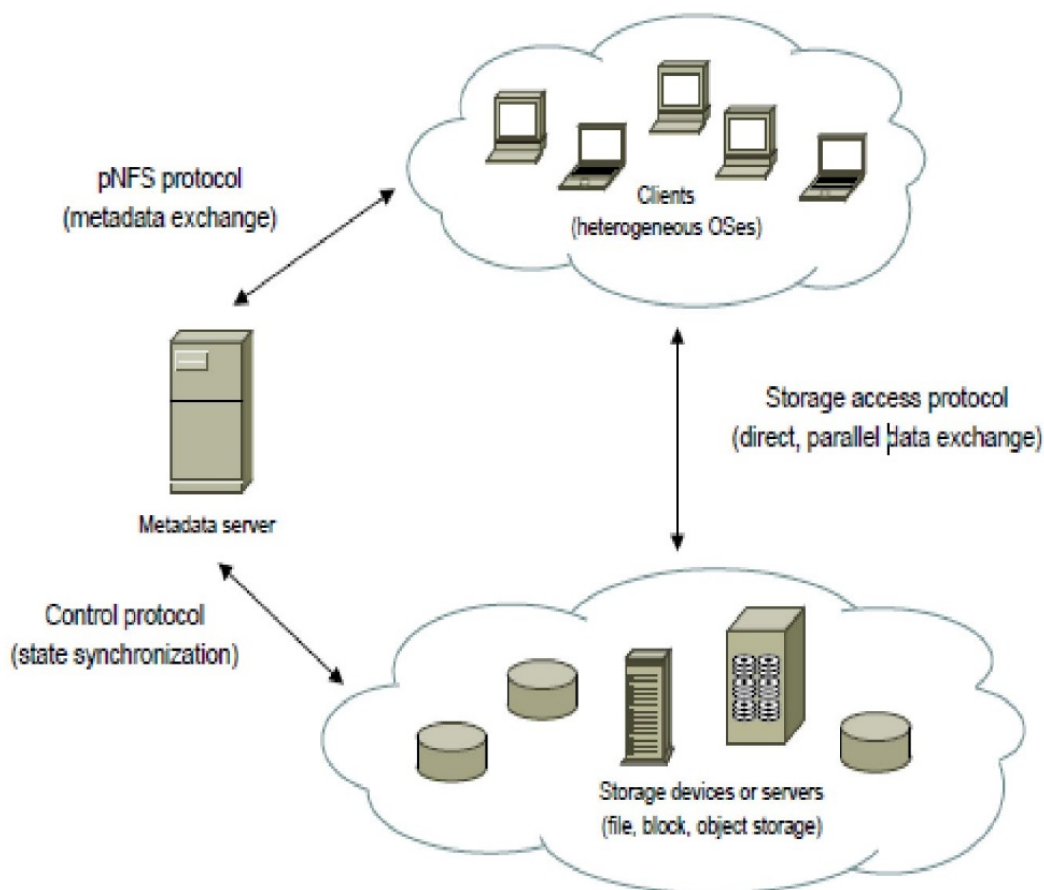 pNFS protocol
(metadata exchange)
Clients
(heterogeneous OSes)
Storage access protocol
(direct, parallel data exchange)
Metadata server
Control protocol
(state synchronization)
Storage devices or servers
(file, block, object storage)